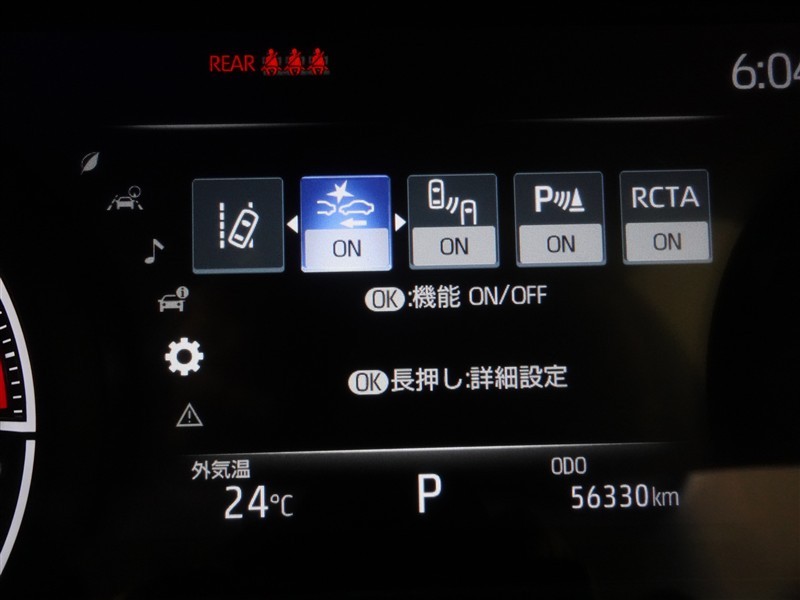 REAR
6:04
ON
ON
P ON
RCTA ON
OK:機能 ON/OFF
OK長押し:詳細設定
外気温
24℃
P
ODO
56330km